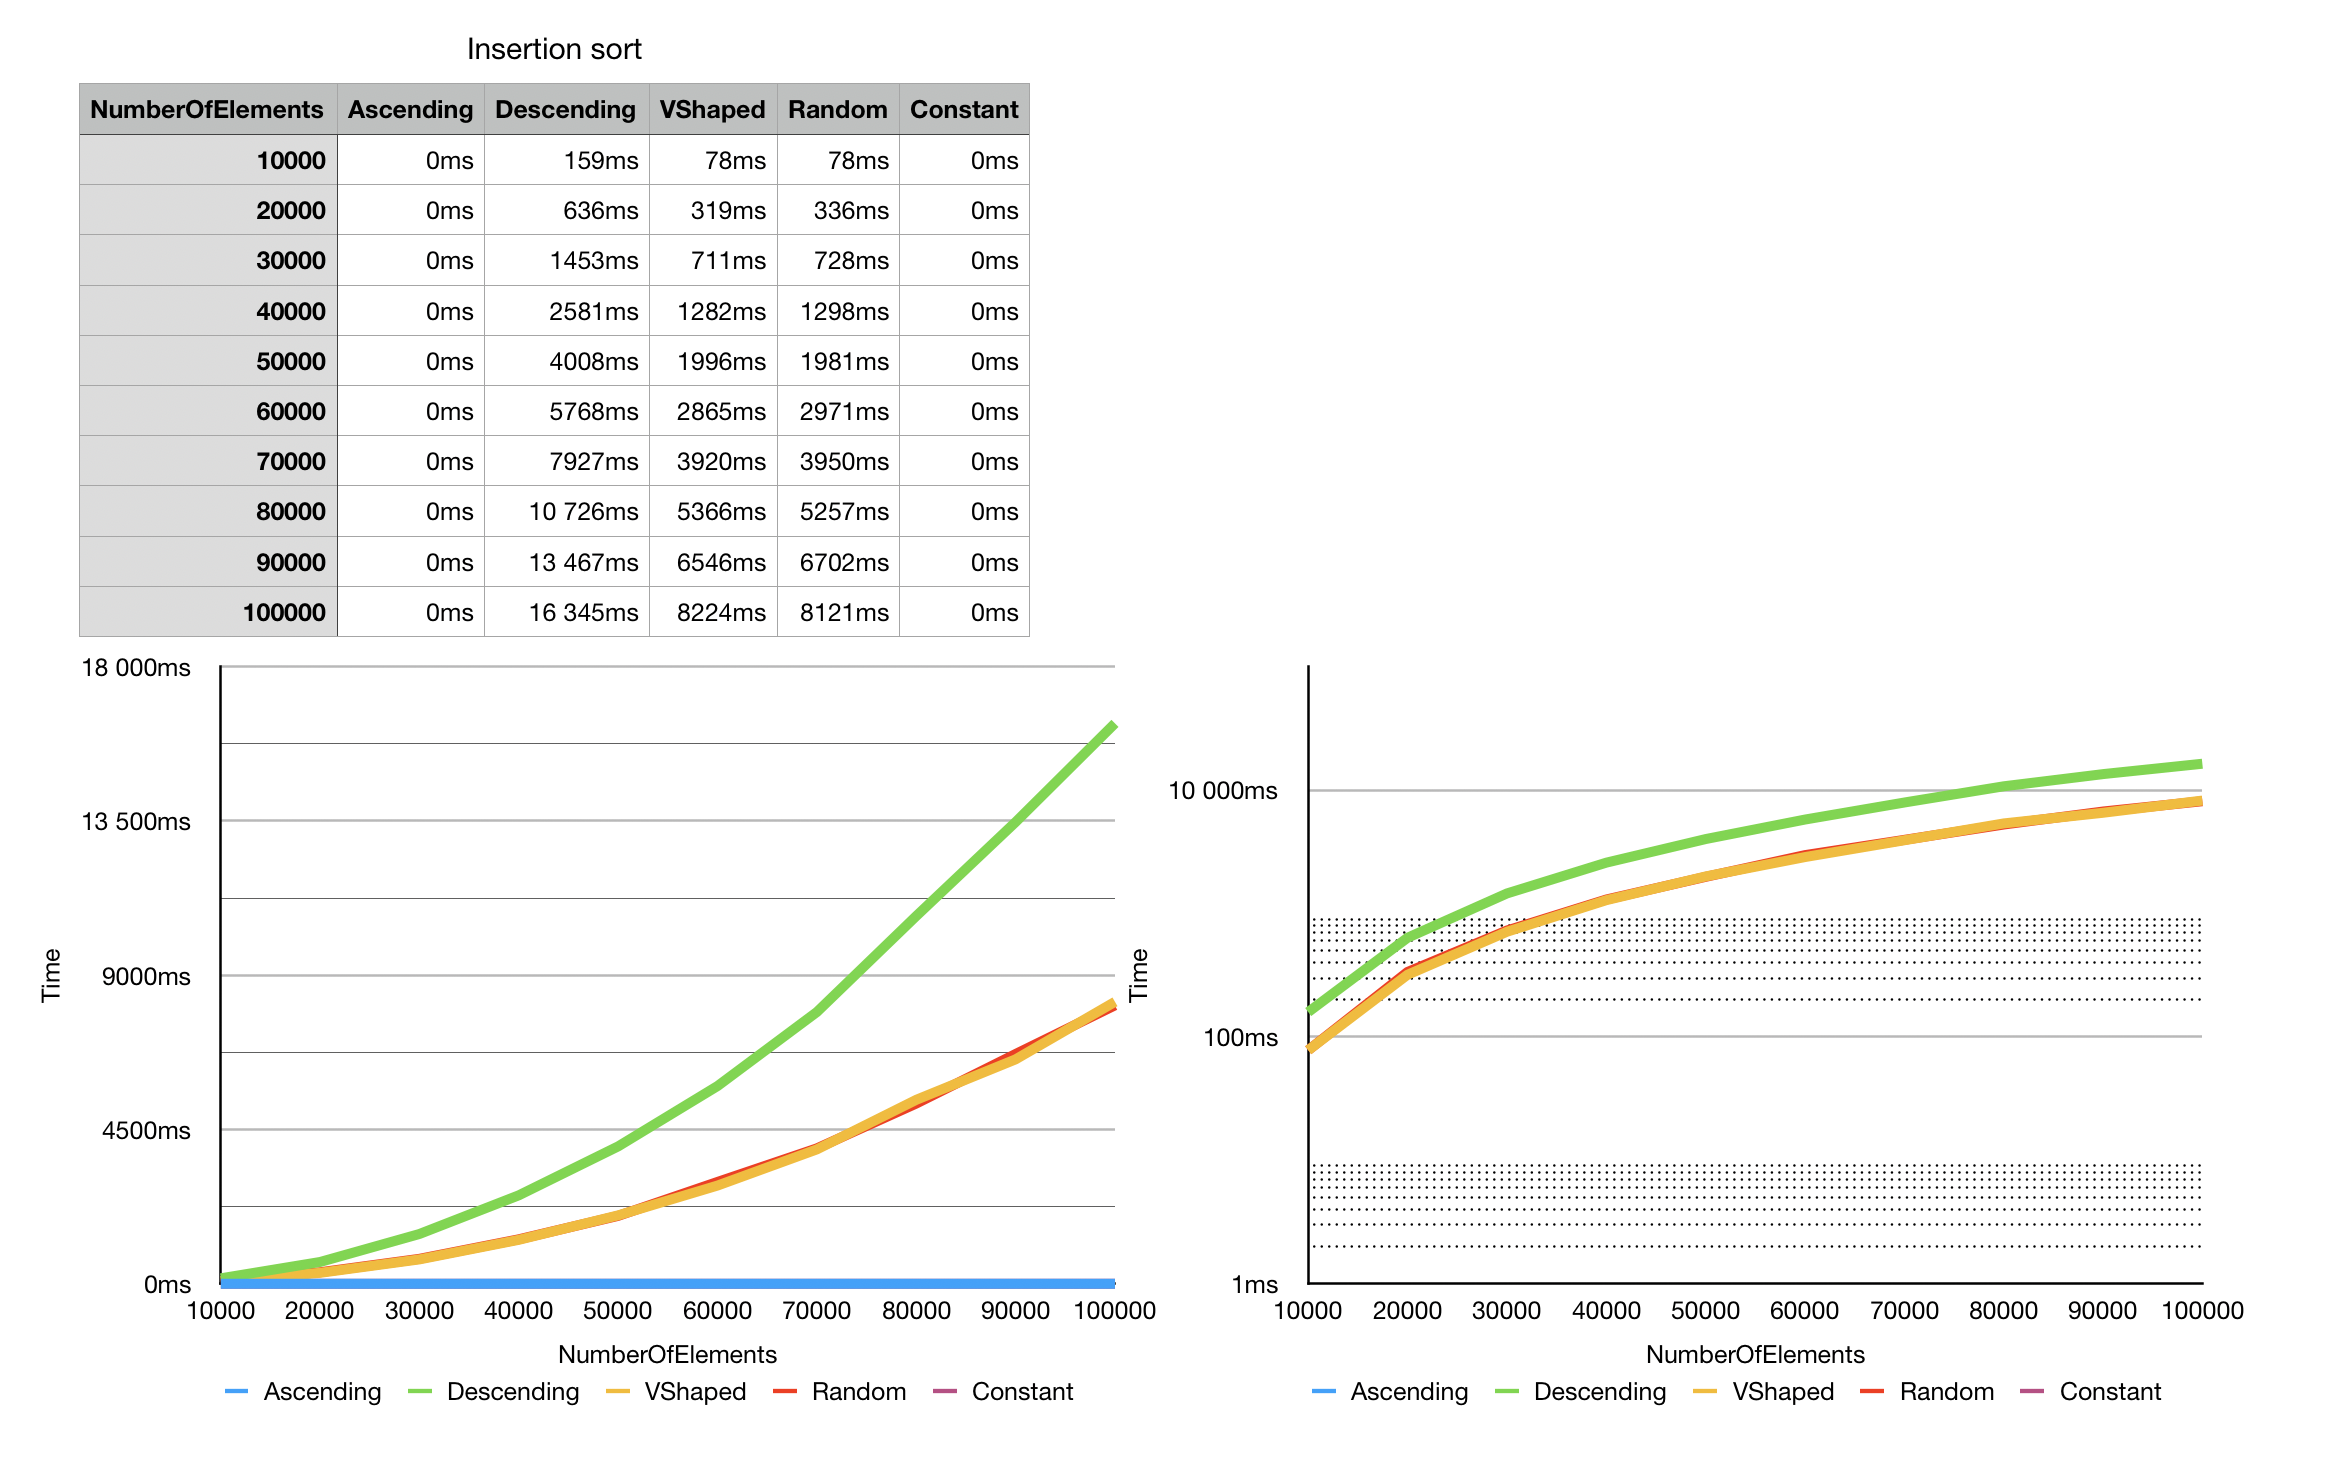 Insertion sort
NumberOfElements Ascending Descending VShaped Random Constant
10000 0ms 159ms 78ms 78ms 0ms
20000 0ms 636ms 319ms 336ms 0ms
30000 0ms 1453ms 711ms 728ms 0ms
40000 0ms 2581ms 1282ms 1298ms 0ms
50000 0ms 4008ms 1996ms 1981ms 0ms
60000 0ms 5768ms 2865ms 2971ms 0ms
70000 0ms 7927ms 3920ms 3950ms 0ms
80000 0ms 10 726ms 5366ms 5257ms 0ms
90000 0ms 13 467ms 6546ms 6702ms 0ms
100000 0ms 16 345ms 8224ms 8121ms 0ms
Time
18 000ms
13 500ms
9000ms
4500ms
0ms
10000 20000 30000 40000 50000 60000 70000 80000 90000 100000
NumberOfElements
Ascending Descending VShaped Random Constant
Time
10 000ms
100ms
1ms
10000 20000 30000 40000 50000 60000 70000 80000 90000 100000
NumberOfElements
Ascending Descending VShaped Random Constant